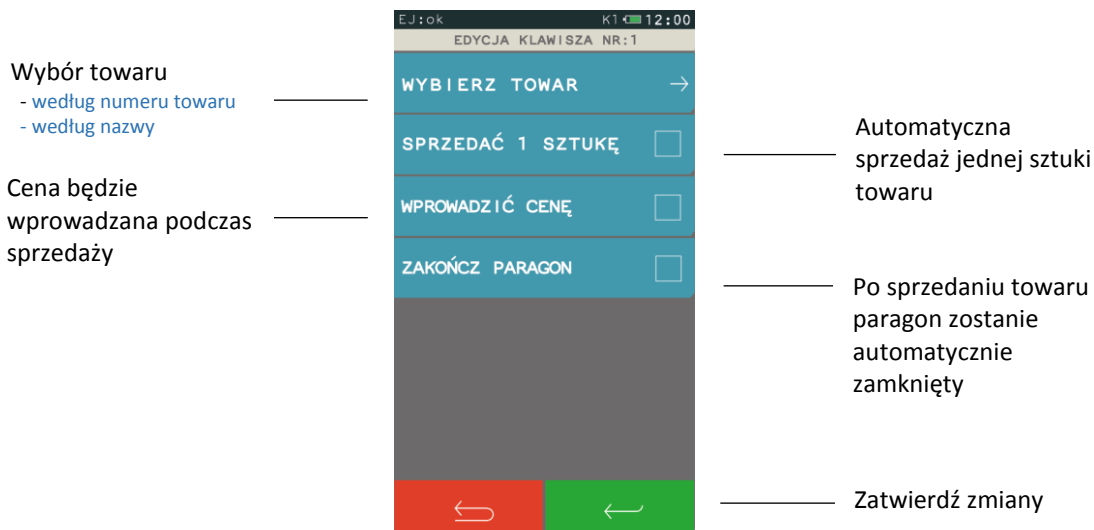 EJ:ok K1 12:00
EDYCJA KLAWISZA NR:1
WYBIERZ TOWAR
SPRZEDAĆ 1 SZTUKĘ
WPROWADZIĆ CENĘ
ZAKOŃCZ PARAGON
Wybór towaru
- według numeru towaru
- według nazwy
Cena będzie
wprowadzana podczas
sprzedaży
Automatyczna
sprzedaż jednej sztuki
towaru
Po sprzedaniu towaru
paragon zostanie
automatycznie
zamknięty
Zatwierdź zmiany